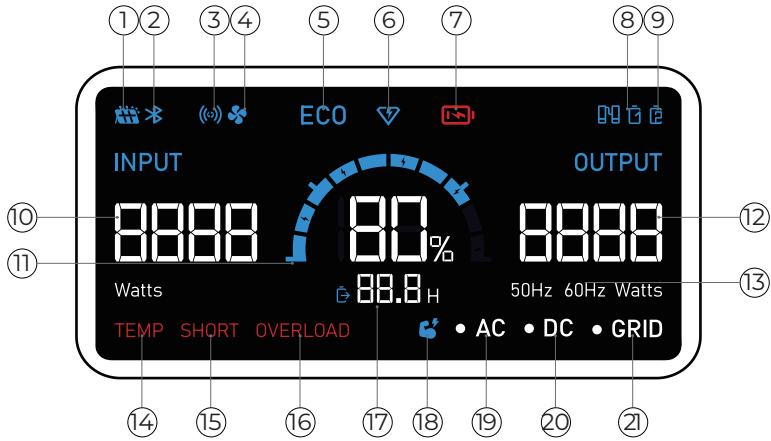 1 2 3 4 5 6 7 8 9
ECO
1 2
INPUT OUTPUT
10 8888 80% 8888 12
11
88.8 H 13
Watts 50Hz 60Hz Watts
TEMP SHORT OVERLOAD AC DC GRID
14 15 16 17 18 19 20 21